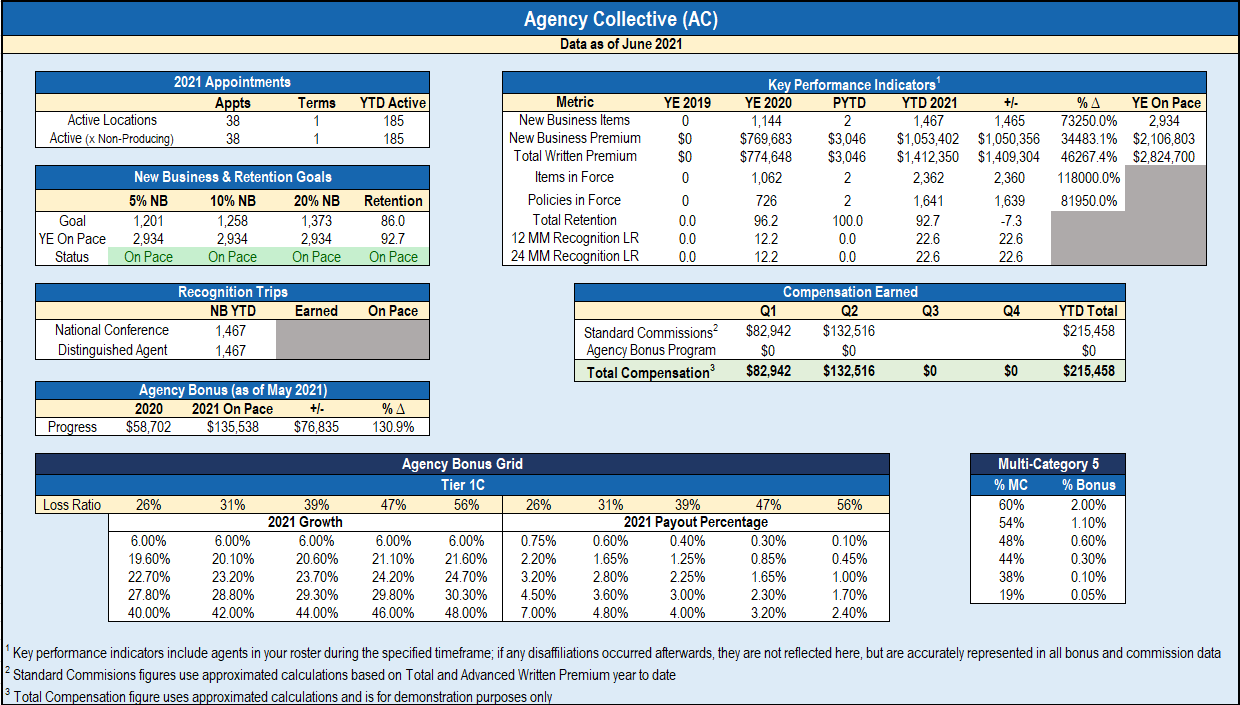 Agency Collective (AC)
Data as of June 2021
2021 Appointments
Appts Terms YTD Active
Active Locations 38 1 185
Active (x Non-Producing) 38 1 185
New Business & Retention Goals
5% NB 10% NB 20% NB Retention
Goal 1,201 1,258 1,373 86.0
YE On Pace 2,934 2,934 2,934 92.7
Status On Pace On Pace On Pace On Pace
Recognition Trips
NB YTD Earned On Pace
National Conference 1,467
Distinguished Agent 1,467
Agency Bonus (as of May 2021)
2020 2021 On Pace +/- % Δ
Progress $58,702 $135,538 $76,835 130.9%
Key Performance Indicators1
Metric YE 2019 YE 2020 PYTD YTD 2021 +/- % Δ YE On Pace
New Business Items 0 1,144 2 1,467 1,465 73250.0% 2,934
New Business Premium $0 $769,683 $3,046 $1,053,402 $1,050,356 34483.1% $2,106,803
Total Written Premium $0 $774,648 $3,046 $1,412,350 $1,409,304 46267.4% $2,824,700
Items in Force 0 1,062 2 2,362 2,360 118000.0%
Policies in Force 0 726 2 1,641 1,639 81950.0%
Total Retention 0.0 96.2 100.0 92.7 -7.3
12 MM Recognition LR 0.0 12.2 0.0 22.6 22.6
24 MM Recognition LR 0.0 12.2 0.0 22.6 22.6
Compensation Earned
Q1 Q2 Q3 Q4 YTD Total
Standard Commissions2 $82,942 $132,516 $215,458
Agency Bonus Program $0 $0 $0
Total Compensation3 $82,942 $132,516 $0 $0 $215,458
Agency Bonus Grid
Tier 1C
Loss Ratio 26% 31% 39% 47% 56% 26% 31% 39% 47% 56%
2021 Growth 2021 Payout Percentage
6.00% 6.00% 6.00% 6.00% 6.00% 0.75% 0.60% 0.40% 0.30% 0.10%
19.60% 20.10% 20.60% 21.10% 21.60% 2.20% 1.65% 1.25% 0.85% 0.45%
22.70% 23.20% 23.70% 24.20% 24.70% 3.20% 2.80% 2.25% 1.65% 1.00%
27.80% 28.80% 29.30% 29.80% 30.30% 4.50% 3.60% 3.00% 2.30% 1.70%
40.00% 42.00% 44.00% 46.00% 48.00% 7.00% 4.80% 4.00% 3.20% 2.40%
Multi-Category 5
% MC % Bonus
60% 2.00%
54% 1.10%
48% 0.60%
44% 0.30%
38% 0.10%
19% 0.05%
1 Key performance indicators include agents in your roster during the specified timeframe; if any disaffiliations occurred afterwards, they are not reflected here, but are accurately represented in all bonus and commission data
2 Standard Commisions figures use approximated calculations based on Total and Advanced Written Premium year to date
3 Total Compensation figure uses approximated calculations and is for demonstration purposes only